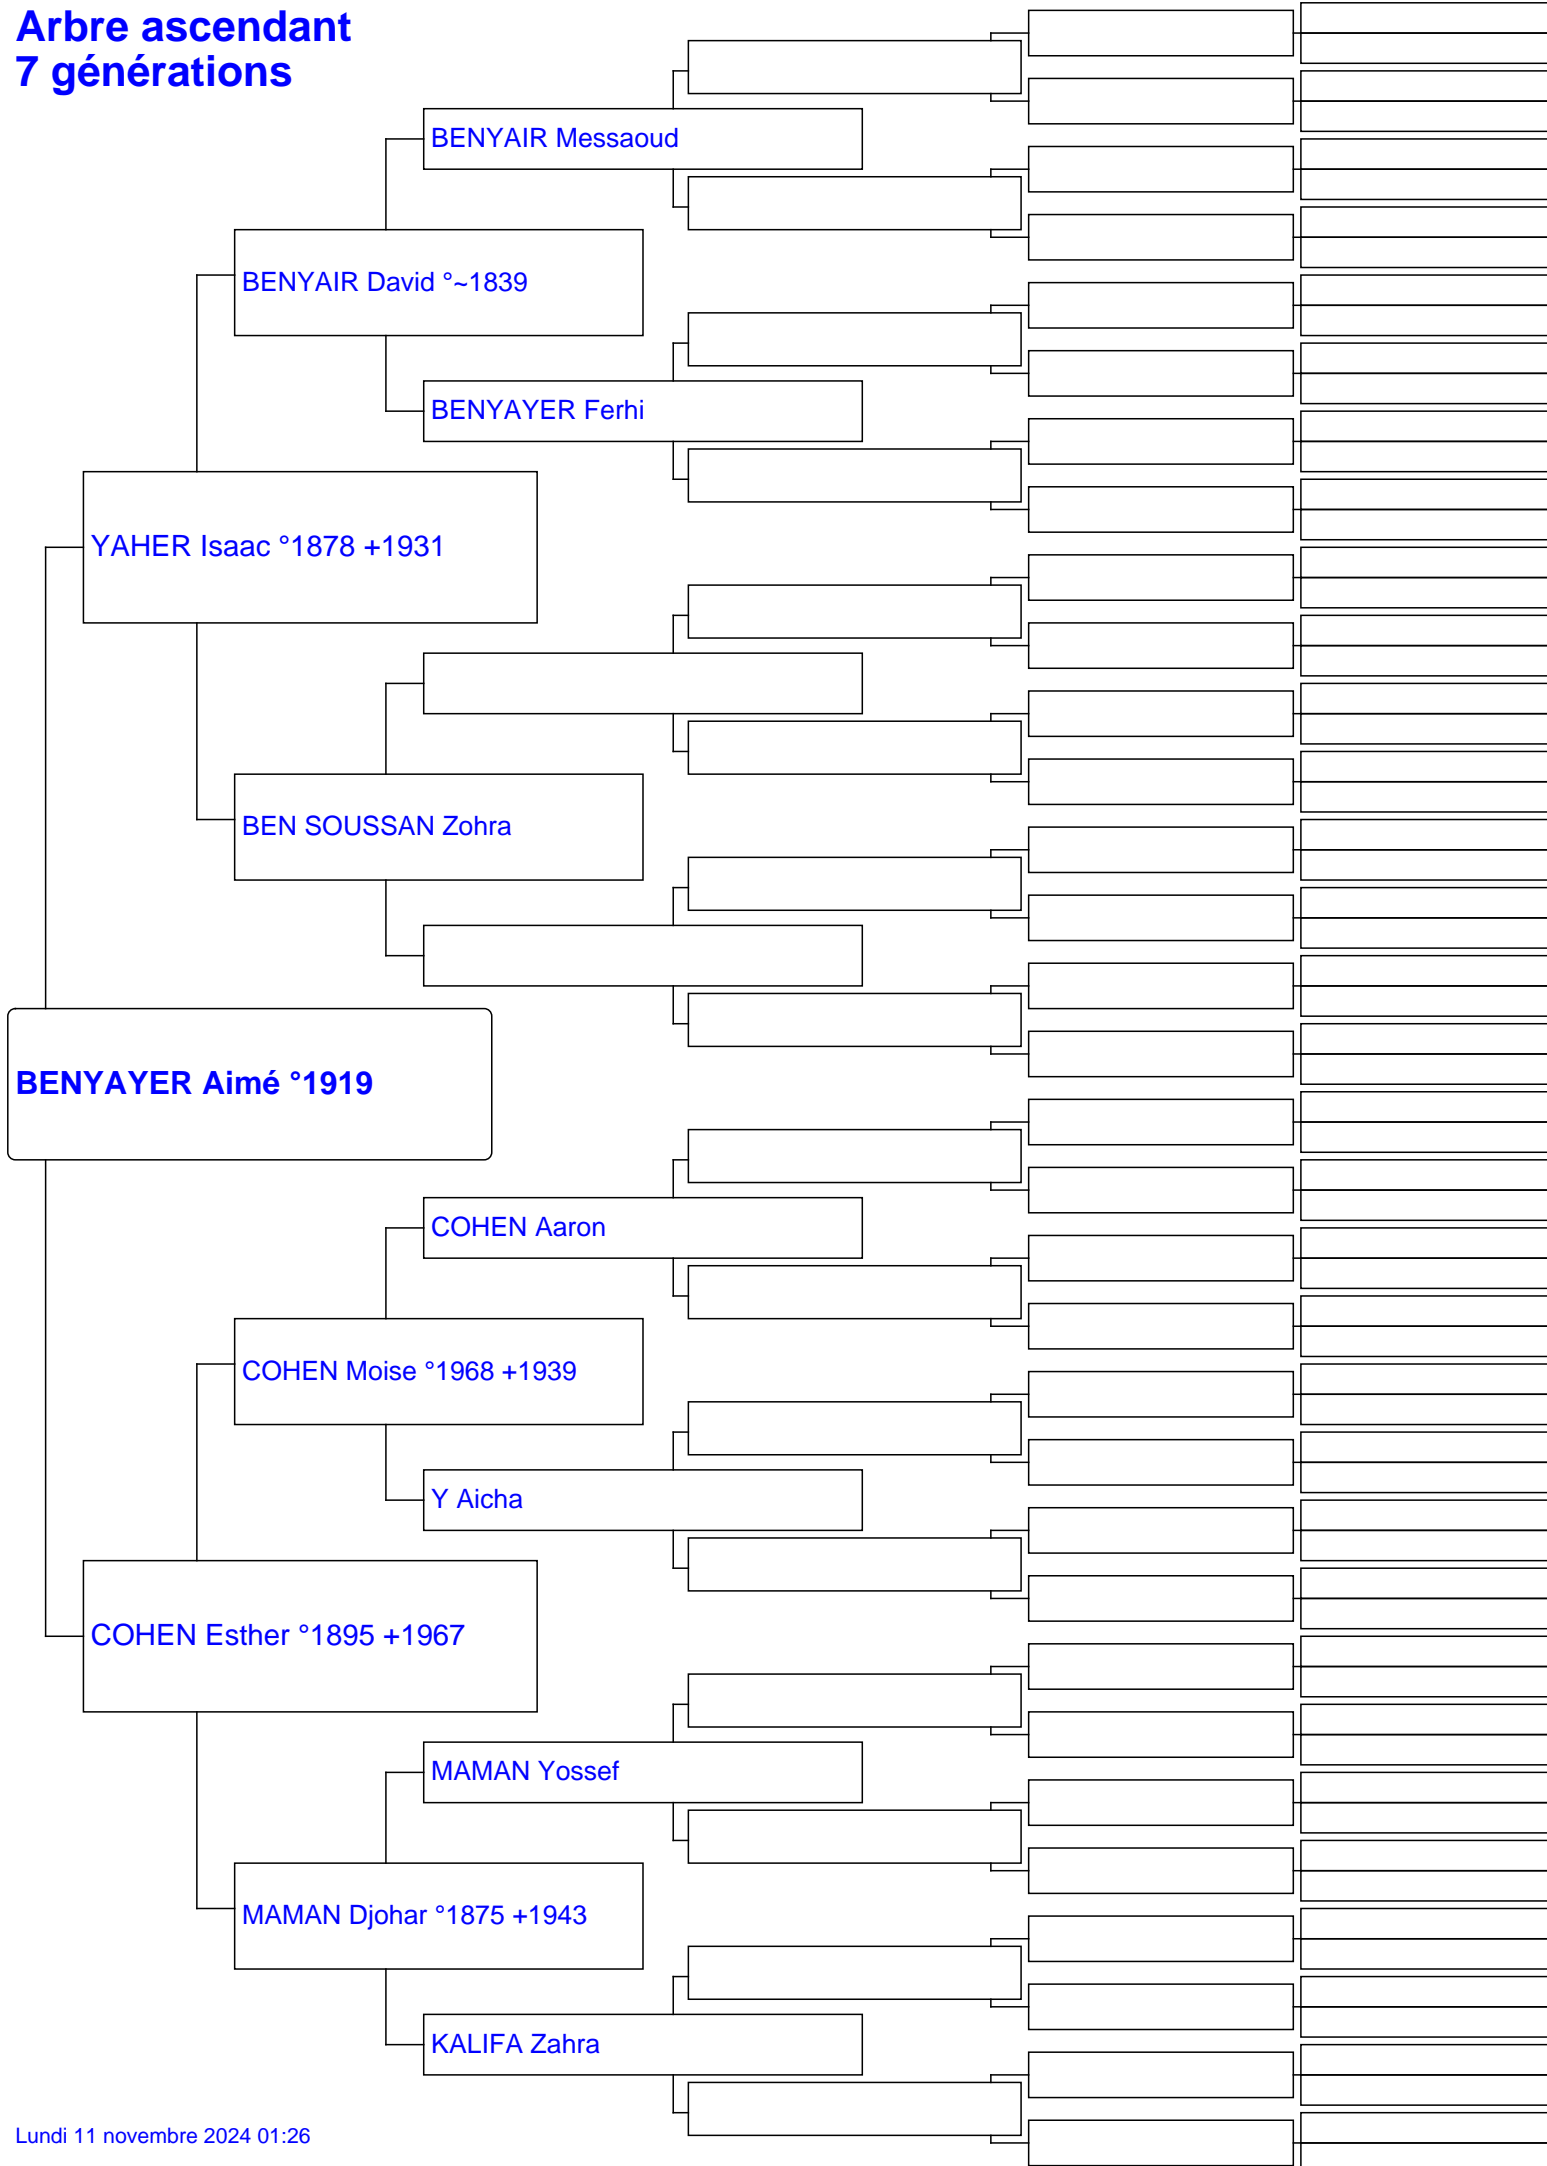 Arbre ascendant
7 générations
BENYAIR Messaoud
BENYAIR David °~1839
BENYAYER Ferhi
YAHER Isaac °1878 +1931
BEN SOUSSAN Zohra
BENYAYER Aimé °1919
COHEN Aaron
COHEN Moise °1968 +1939
Y Aicha
COHEN Esther °1895 +1967
MAMAN Yossef
MAMAN Djohar °1875 +1943
KALIFA Zahra
Lundi 11 novembre 2024 01:26